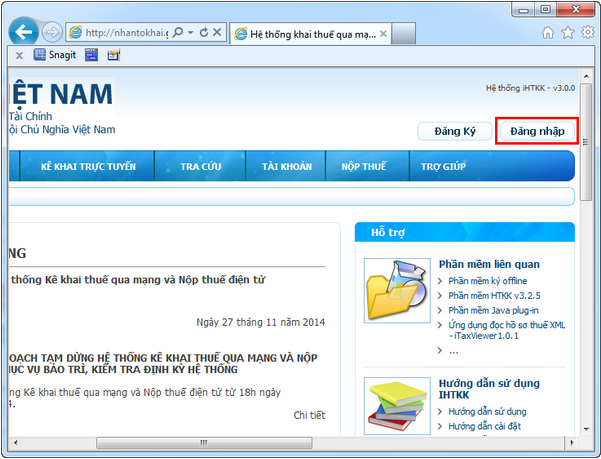 http://nhantokhai.g
Hệ thống khai thuế qua mạ...
x Snagit
IỆT NAM
Hệ thống iHTKK - v3.0.0
Tài Chính
ội Chủ Nghĩa Việt Nam
Đăng Ký
Đăng nhập
KÊ KHAI TRỰC TUYẾN
TRA CỨU
TÀI KHOẢN
NỘP THUẾ
TRỢ GIÚP
NG
thống Kê khai thuế qua mạng và Nộp thuế điện tử
Ngày 27 tháng 11 năm 2014
OẠCH TẠM DỪNG HỆ THỐNG KÊ KHAI THUẾ QUA MẠNG VÀ NỘP
ỤC VỤ BẢO TRÌ, KIỂM TRA ĐỊNH KỲ HỆ THỐNG
ng Kê khai thuế qua mạng và Nộp thuế điện tử từ 18h ngày
4.
Chi tiết
Hỗ trợ
Phần mềm liên quan
Phần mềm ký offline
Phần mềm HTKK v3.2.5
Phần mềm Java plug-in
Ứng dụng đọc hồ sơ thuế XML
- iTaxViewer1.0.1
...
Hướng dẫn sử dụng
IHTKK
Hướng dẫn sử dụng
Hướng dẫn cài đặt